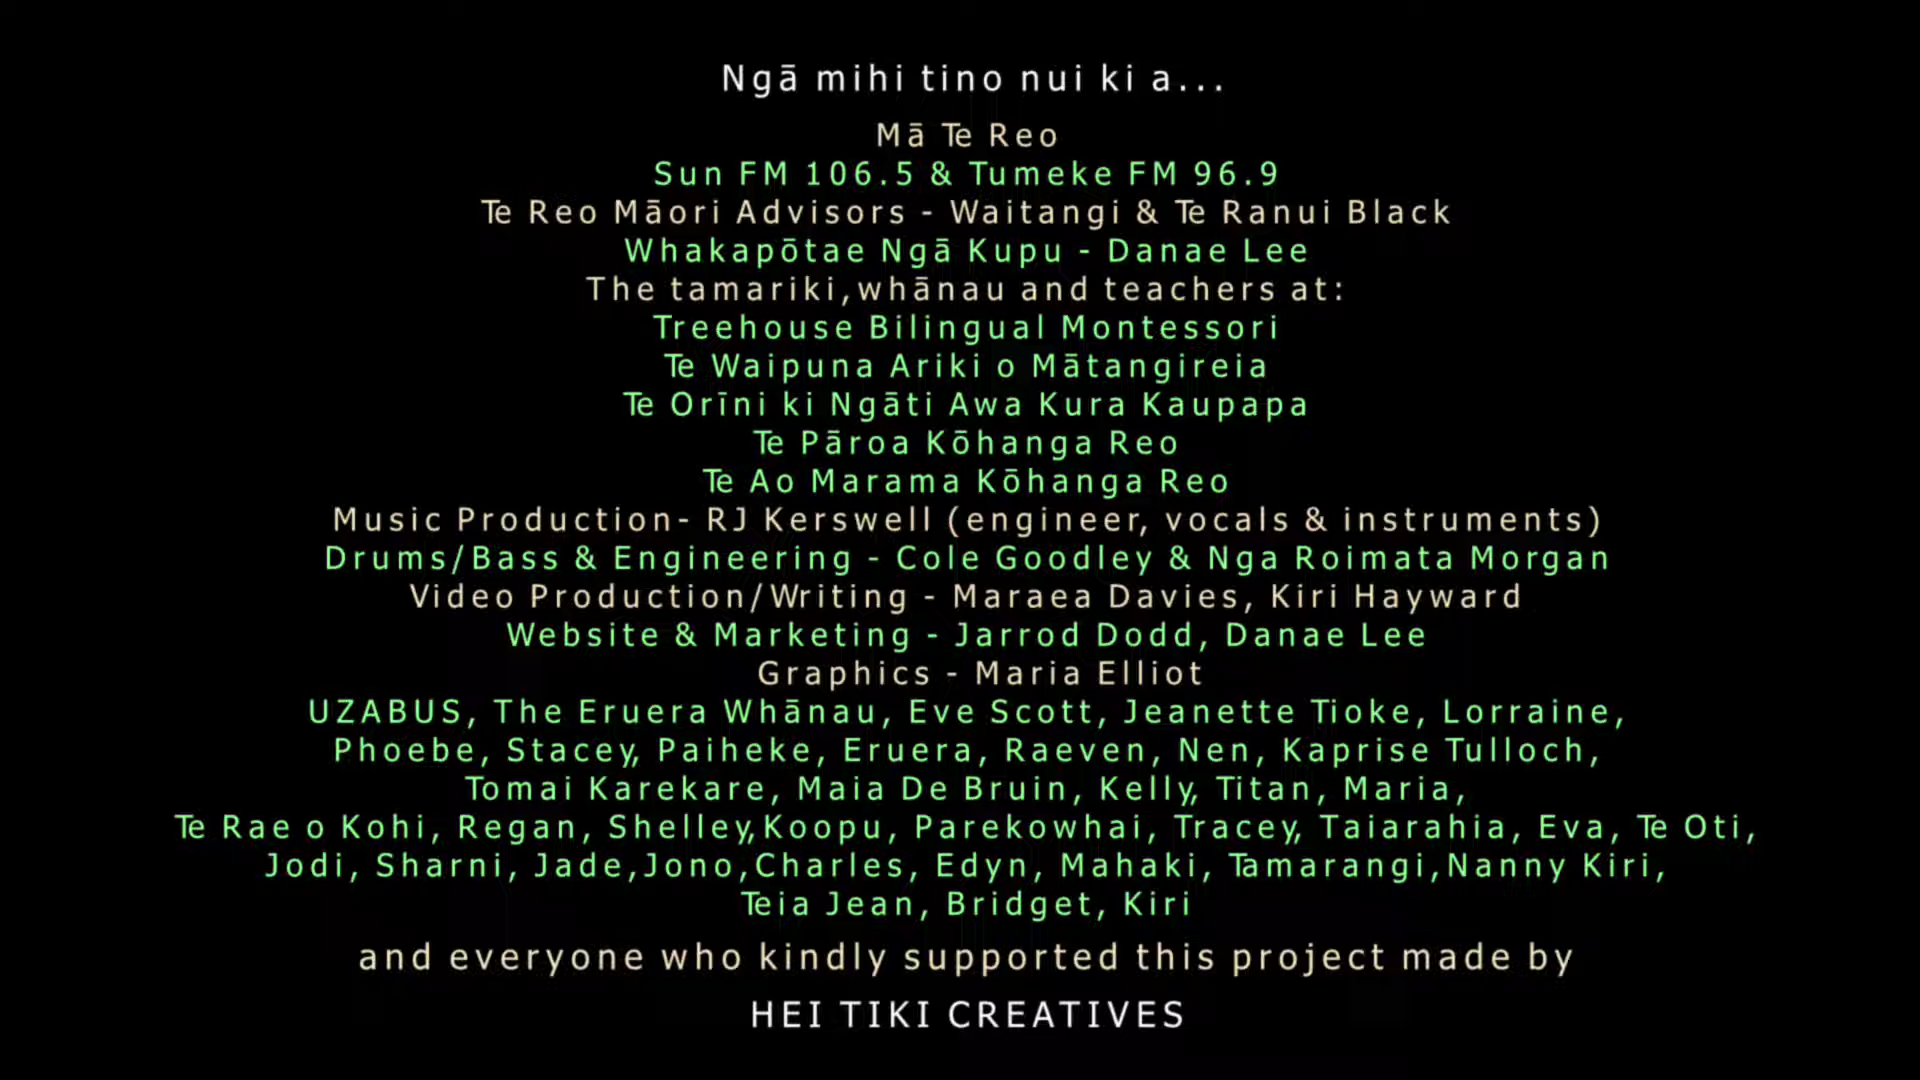 Ngā mihi tino nui ki a...
Mā Te Reo
Sun FM 106.5 & Tumeke FM 96.9
Te Reo Māori Advisors - Waitangi & Te Ranui Black
Whakapōtae Ngā Kupu - Danae Lee
The tamariki,whānau and teachers at:
Treehouse Bilingual Montessori
Te Waipuna Ariki o Mātangireia
Te Orīni ki Ngāti Awa Kura Kaupapa
Te Pāroa Kōhanga Reo
Te Ao Marama Kōhanga Reo
Music Production- RJ Kerswell (engineer, vocals & instruments)
Drums/Bass & Engineering - Cole Goodley & Nga Roimata Morgan
Video Production/Writing - Maraea Davies, Kiri Hayward
Website & Marketing - Jarrod Dodd, Danae Lee
Graphics - Maria Elliot
UZABUS, The Eruera Whānau, Eve Scott, Jeanette Tioke, Lorraine,
Phoebe, Stacey, Paiheke, Eruera, Raeven, Nen, Kaprise Tulloch,
Tomai Karekare, Maia De Bruin, Kelly, Titan, Maria,
Te Rae o Kohi, Regan, Shelley,Koopu, Parekowhai, Tracey, Taiarahia, Eva, Te Oti,
Jodi, Sharni, Jade,Jono,Charles, Edyn, Mahaki, Tamarangi,Nanny Kiri,
Teia Jean, Bridget, Kiri
and everyone who kindly supported this project made by
HEI TIKI CREATIVES